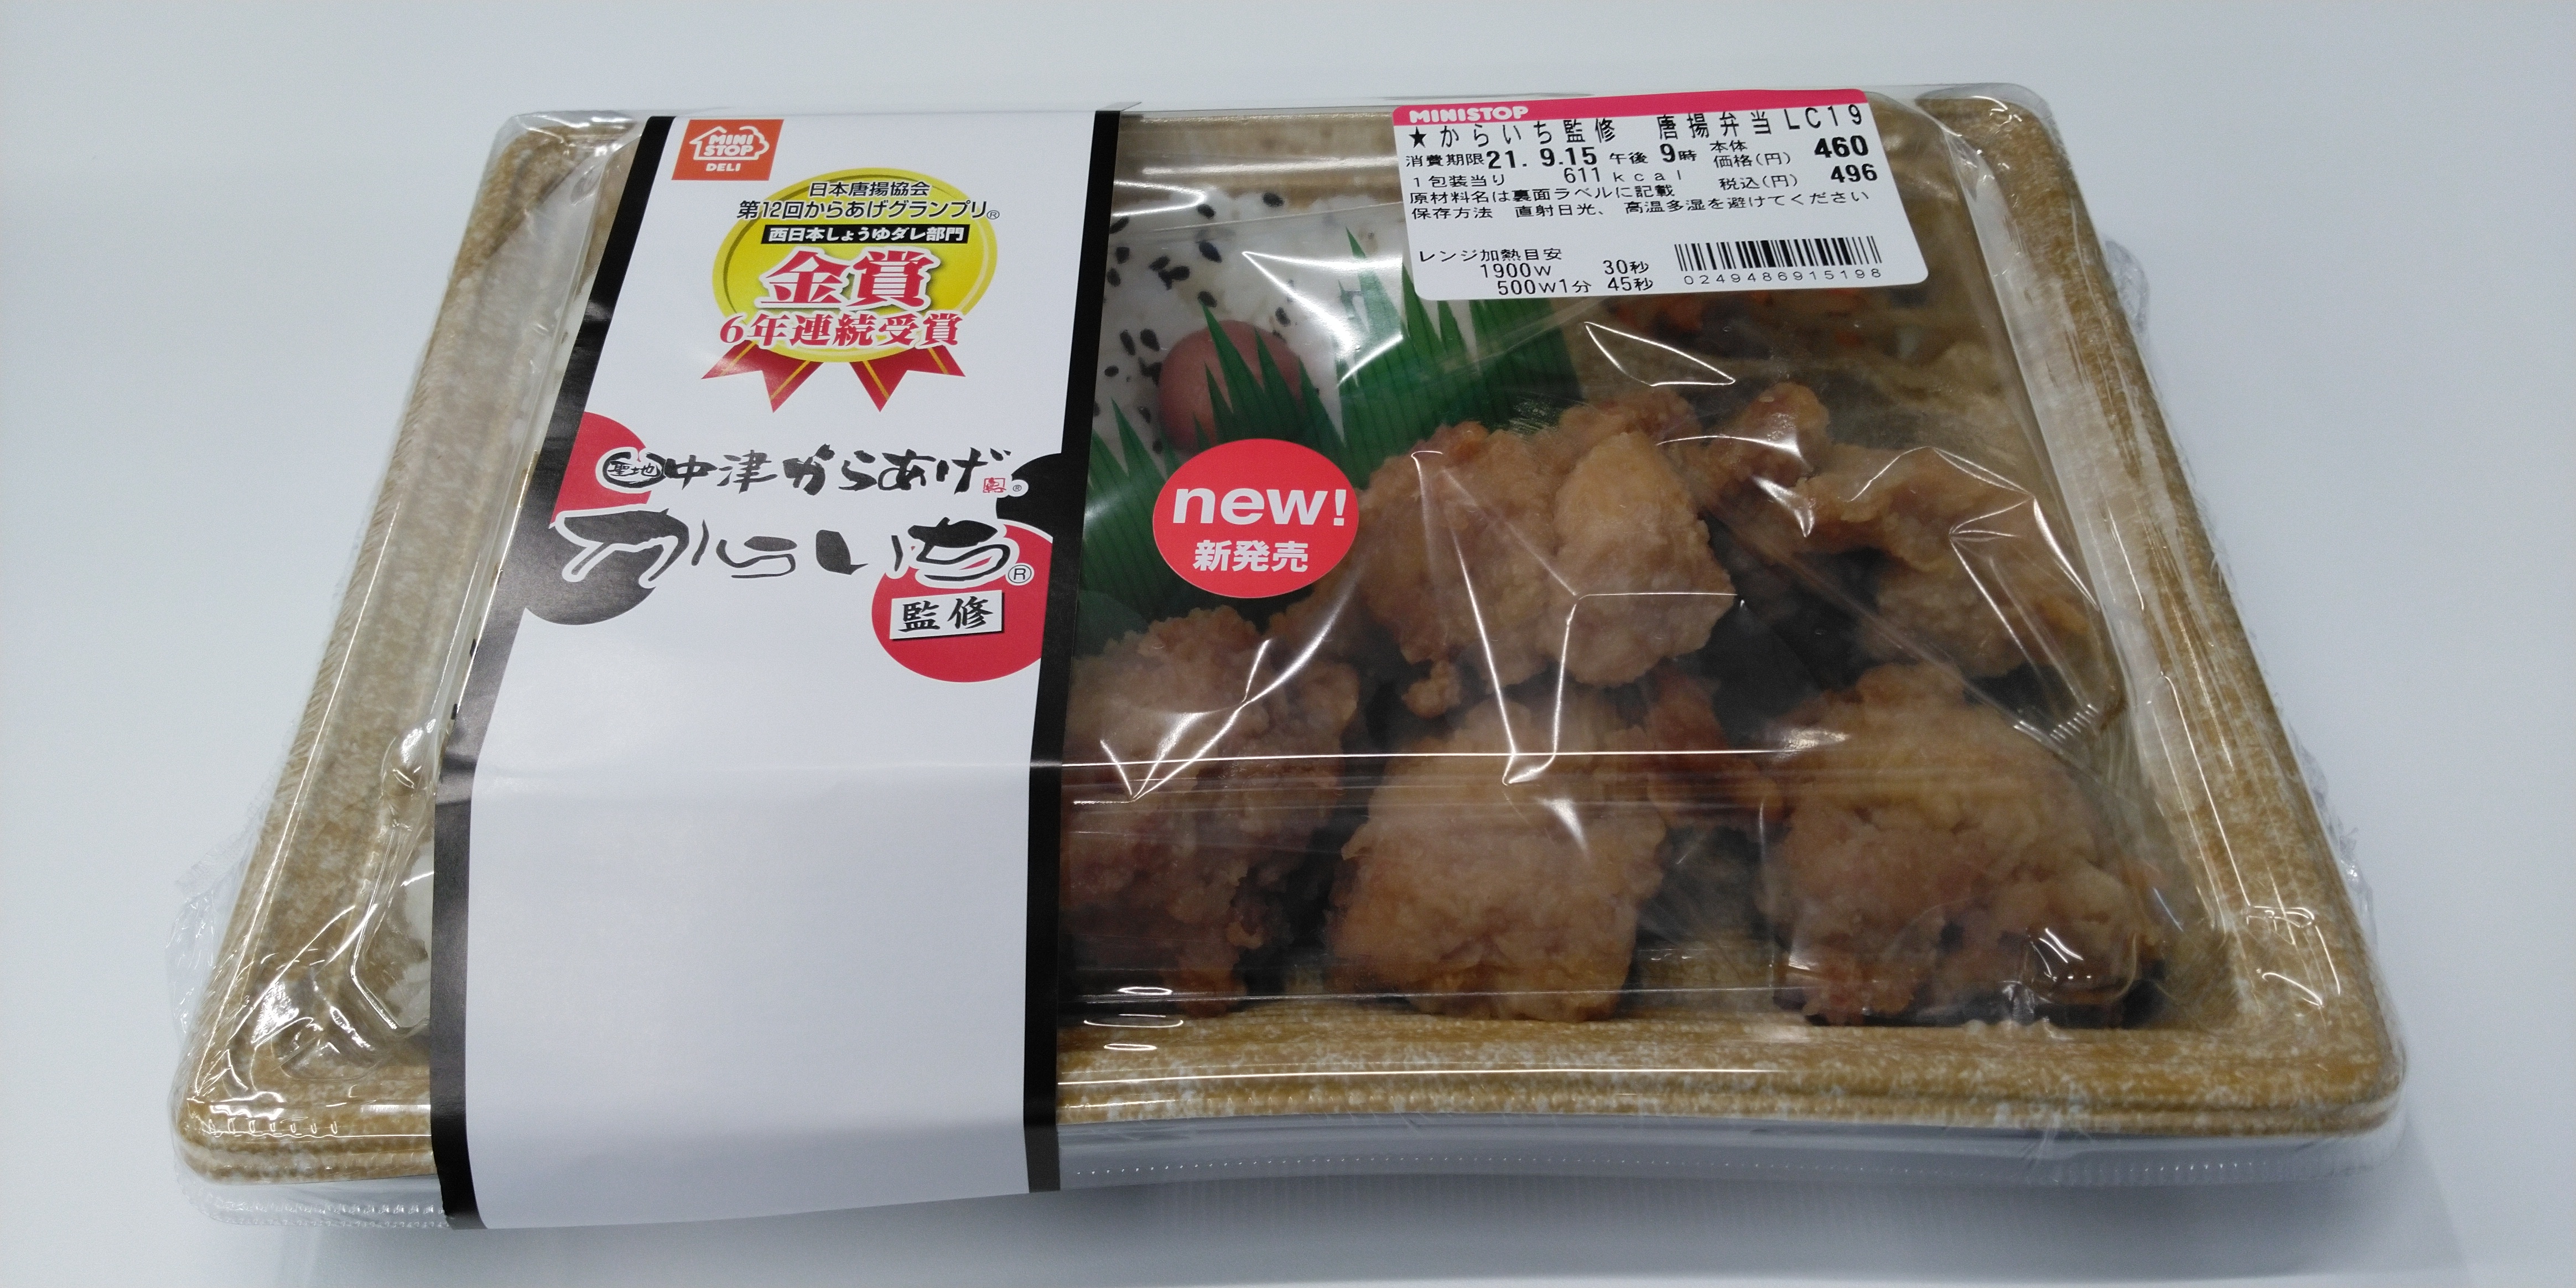 MINI
STOP
DELI
日本唐揚協会
第12回からあげグランプリ®
西日本しょうゆダレ部門
金賞
6年連続受賞
聖地中津からあげ®
からいち®
監修
new!
新発売
MINISTOP
★からいち監修 唐揚弁当LC19
消費期限21. 9.15 午後 9時 本体価格(円) 460
1包装当り 611kcal 税込(円) 496
原材料名は裏面ラベルに記載
保存方法 直射日光、高温多湿を避けてください
レンジ加熱目安
1900W 30秒
500W1分 45秒
0249486915198